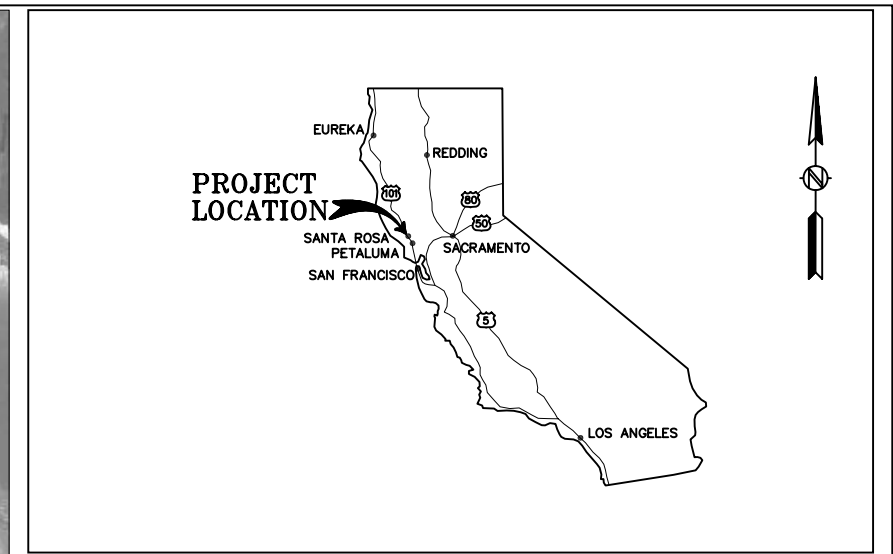 EUREKA
REDDING
PROJECT
LOCATION
101
80
50
SANTA ROSA
PETALUMA
SACRAMENTO
SAN FRANCISCO
5
LOS ANGELES
N